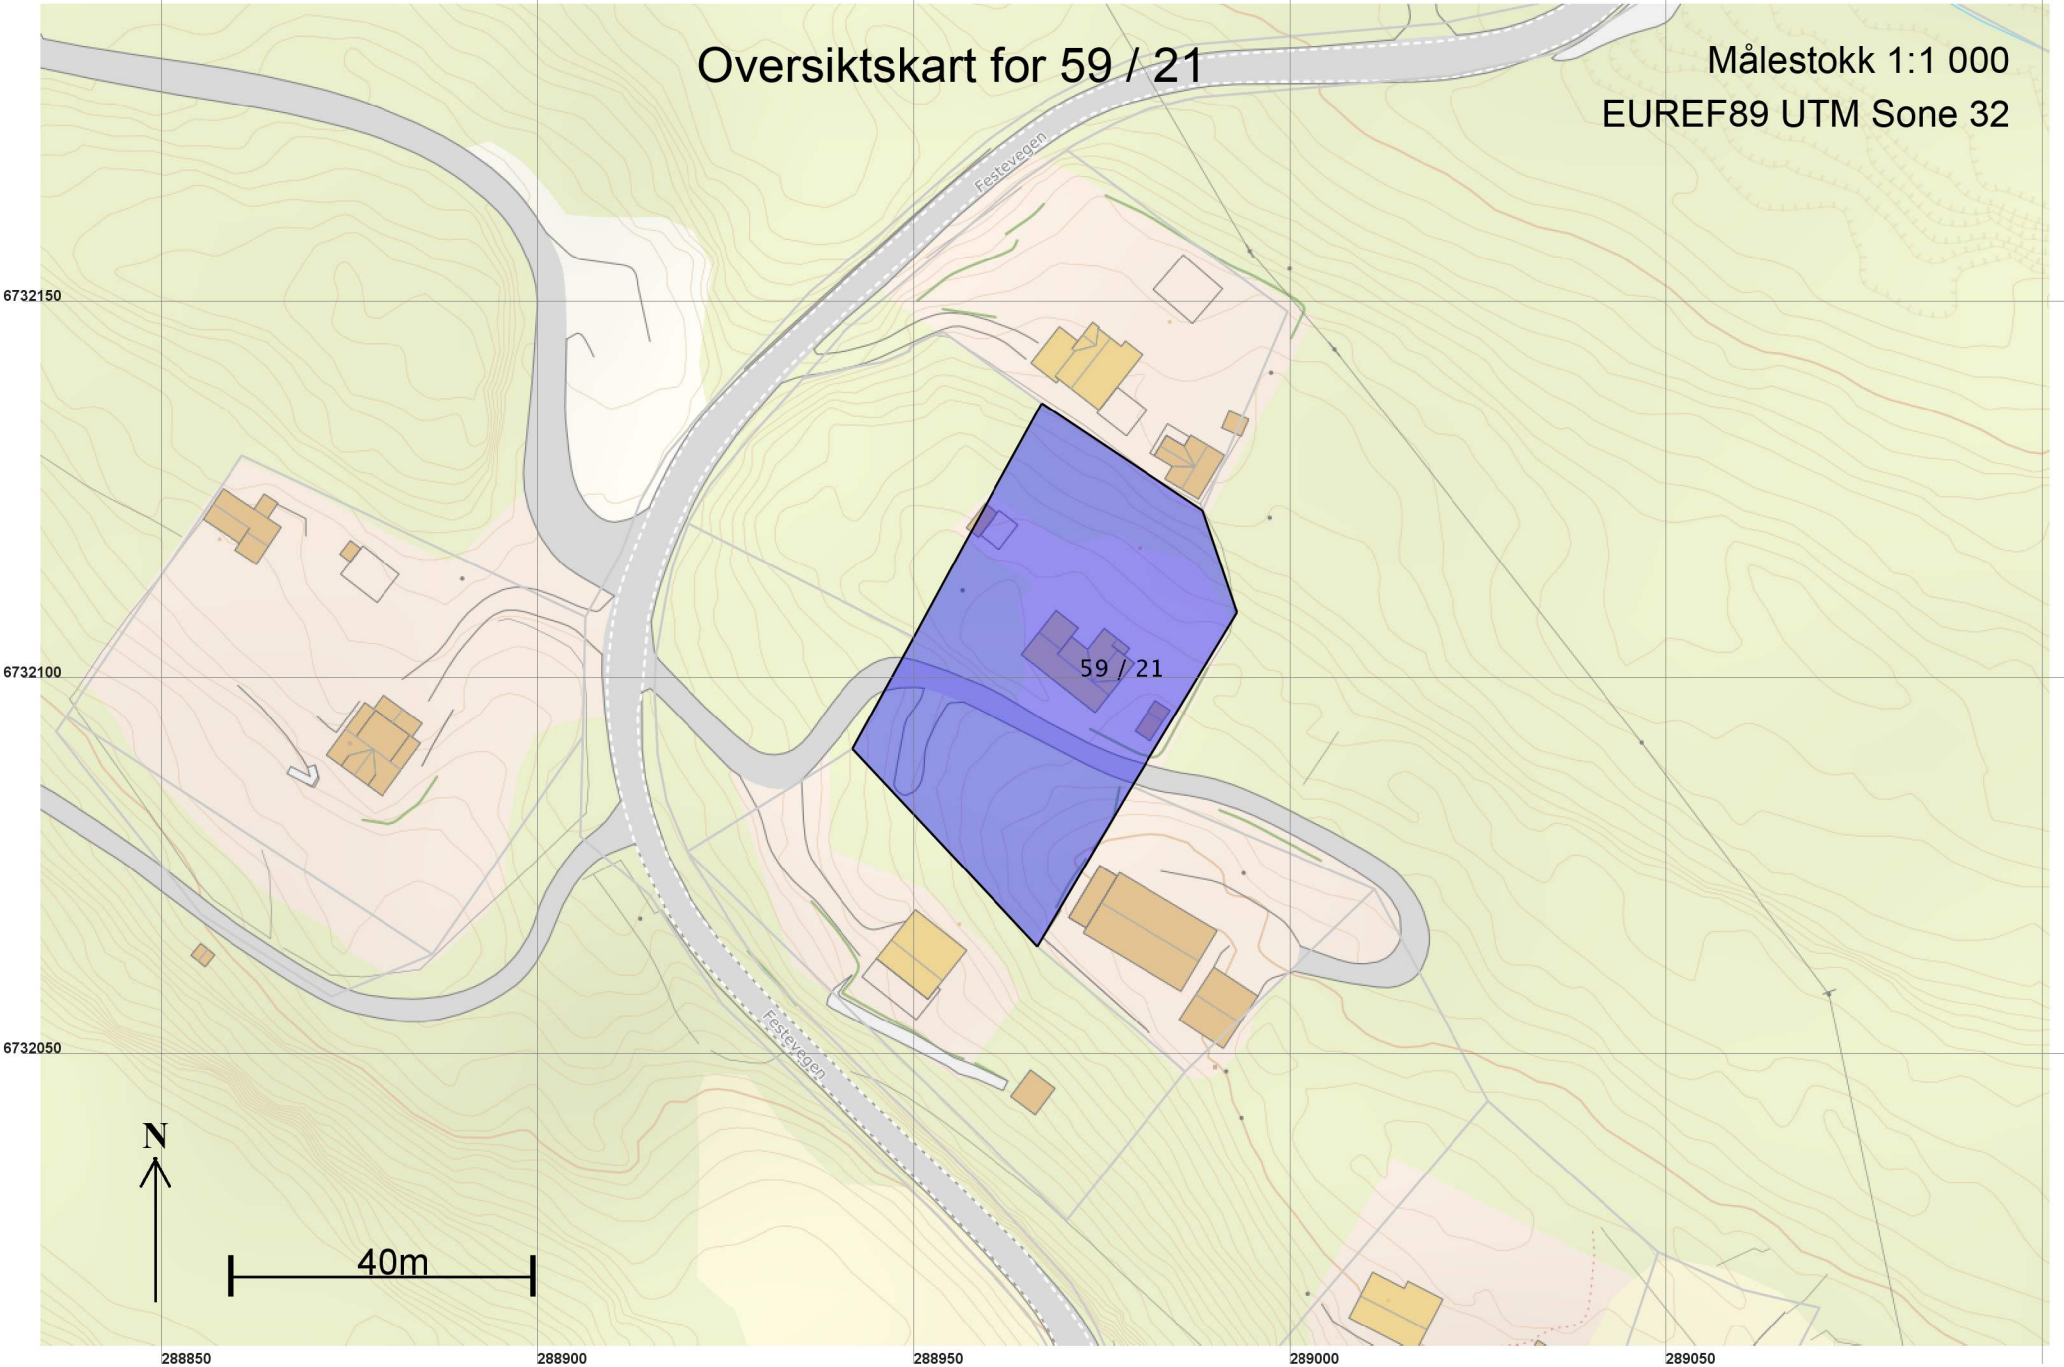 Oversiktskart for 59 / 21
Målestokk 1:1 000
EUREF89 UTM Sone 32
Festevegen
6732150
59 / 21
6732100
Festevegen
6732050
N
40m
288850
288900
288950
289000
289050